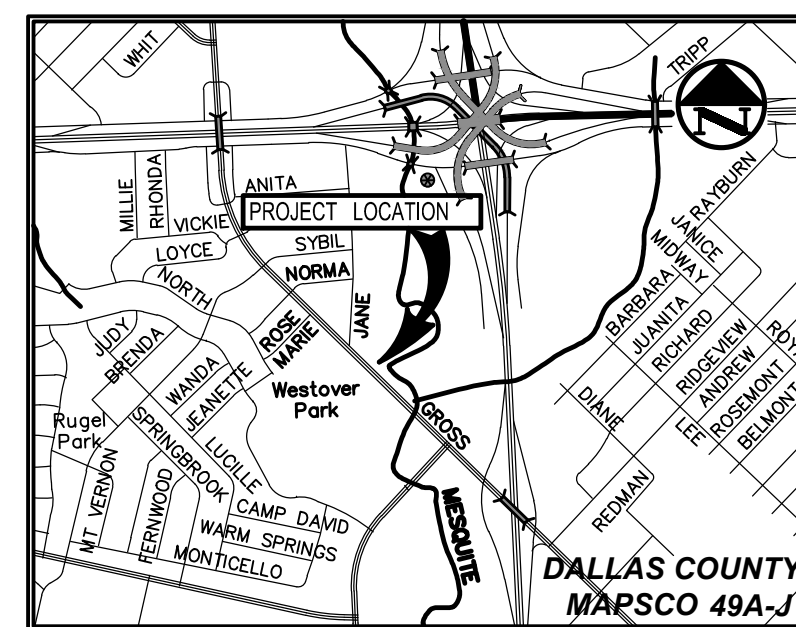 WHIT
TRIPP
N
MILLIE
RHONDA
VICKIE
ANITA
PROJECT LOCATION
LOYCE
SYBIL
NORTH
NORMA
JANE
RAYBURN
JANICE
MIDWAY
BARBARA
JUANITA
RICHARD
RIDGEVIEW
ANDREW
ROSEMONT
BELMONT
LEE
DIANE
REDMAN
JUDY
BRENDA
ROSE
MARIE
WANDA
JEANETTE
Westover
Park
GROSS
Rugel
Park
SPRINGBROOK
LUCILLE
MT VERNON
FERNWOOD
CAMP DAVID
WARM SPRINGS
MONTICELLO
MESQUITE
DALLAS COUNTY
MAPSCO 49A-J